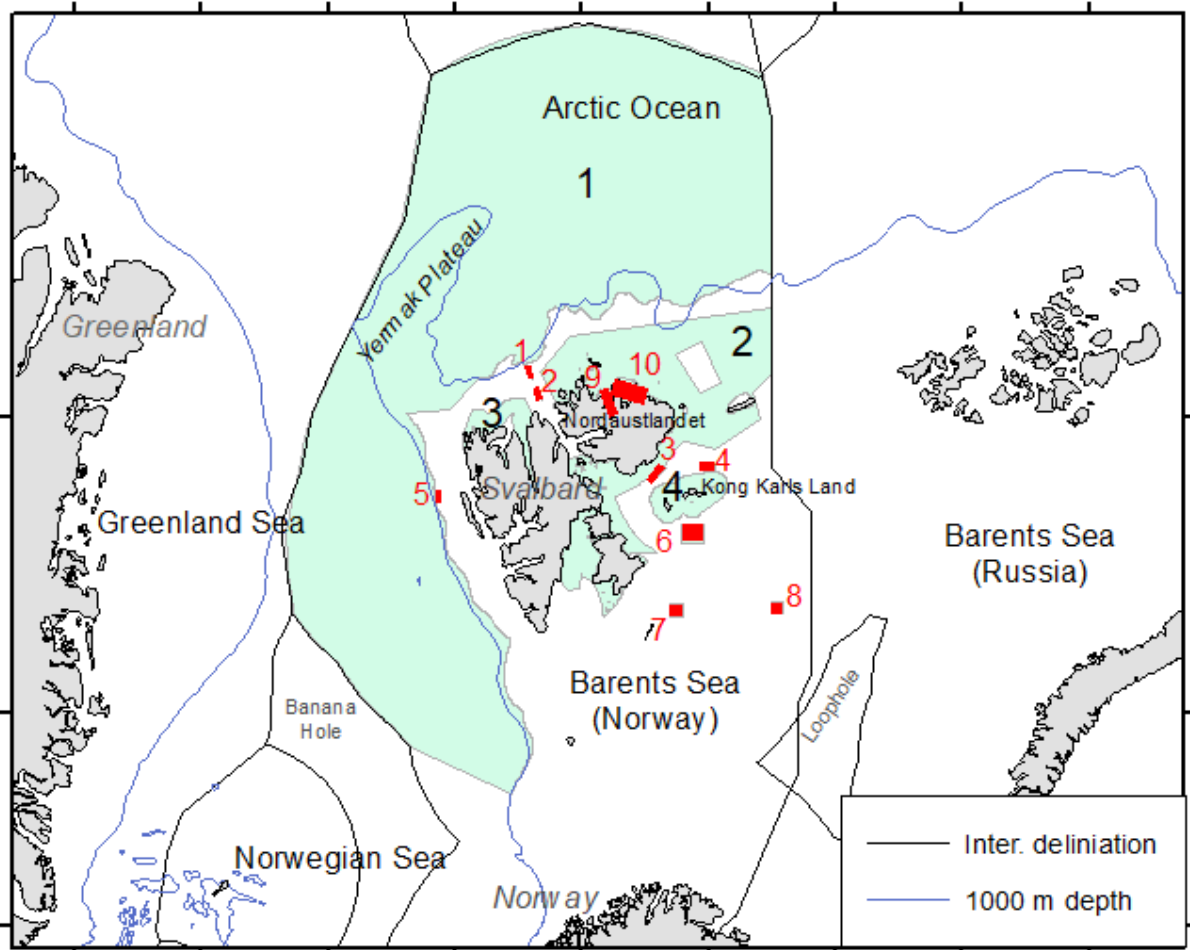 Arctic Ocean
1
Yermak Plateau
Greenland
2
1
2
9
10
3
Nordaustlandet
3
4
4
Kong Karls Land
5
Svalbard
Greenland Sea
6
Barents Sea
(Russia)
7
8
Barents Sea
(Norway)
Loophole
Banana
Hole
Norwegian Sea
Norway
Inter. deliniation
1000 m depth